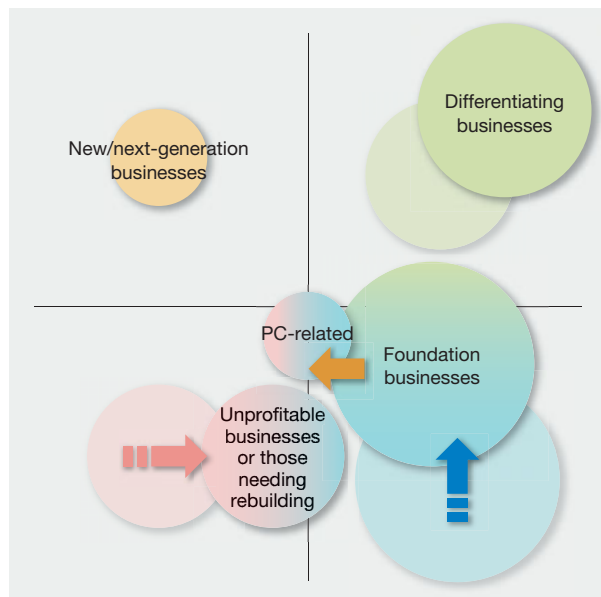 Differentiating
businesses
New/next-generation
businesses
PC-related
Foundation
businesses
Unprofitable
businesses
or those
needing
rebuilding